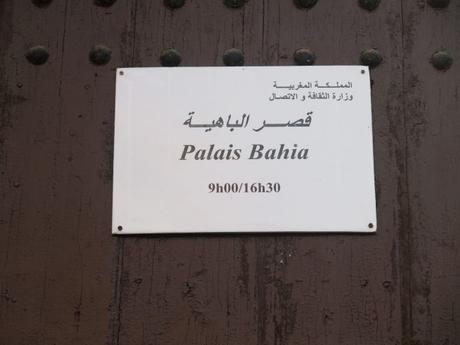 المملكة المغربية
وزارة الثقافة و الاتصال
قصر الباهية
Palais Bahia
9h00/16h30